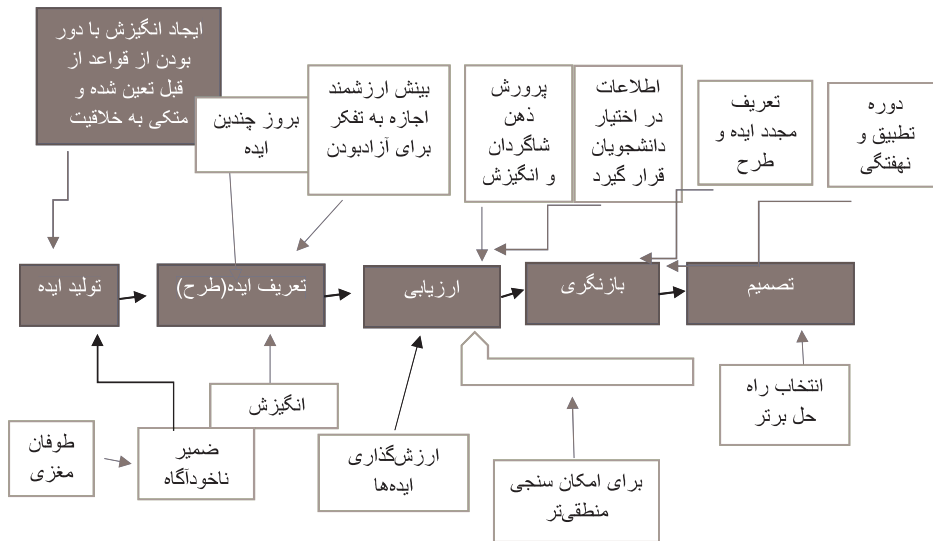 ایجاد انگیزش با دور
بودن از قواعد از
قبل تعین شده و
متکی به خلاقیت
بروز چندین
ایده
بینش ارزشمند
اجازه به تفکر
برای آزادبودن
پرورش
ذهن
شاگردان
و انگیزش
اطلاعات
در اختیار
دانشجویان
قرار گیرد
تعریف
مجدد ایده و
طرح
دوره
تطبیق و
نهفتگی
تولید ایده
تعریف ایده(طرح)
ارزیابی
بازنگری
تصمیم
طوفان
مغزی
ضمیر
ناخودآگاه
انگیزش
ارزش‌گذاری
ایده‌ها
برای امکان سنجی
منطقی‌تر
انتخاب راه
حل برتر